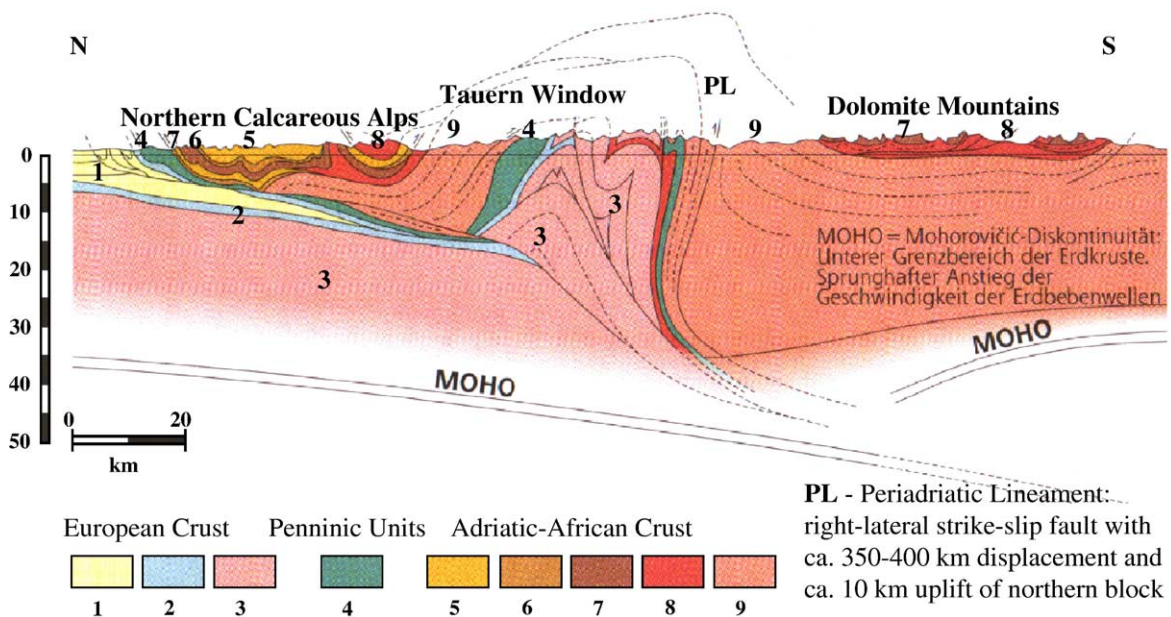 N
S
PL
Tauern Window
Northern Calcareous Alps
Dolomite Mountains
4 7 6 5 8 9 4 9 7 8
0
10
20
30
40
50
1
2
3
3
3
MOHO = Mohorovičić-Diskontinuität:
Unterer Grenzbereich der Erdkruste.
Sprunghafter Anstieg der
Geschwindigkeit der Erdbebenwellen
MOHO
MOHO
0 20
km
PL - Periadriatic Lineament:
right-lateral strike-slip fault with
ca. 350-400 km displacement and
ca. 10 km uplift of northern block
European Crust Penninic Units Adriatic-African Crust
1 2 3 4 5 6 7 8 9